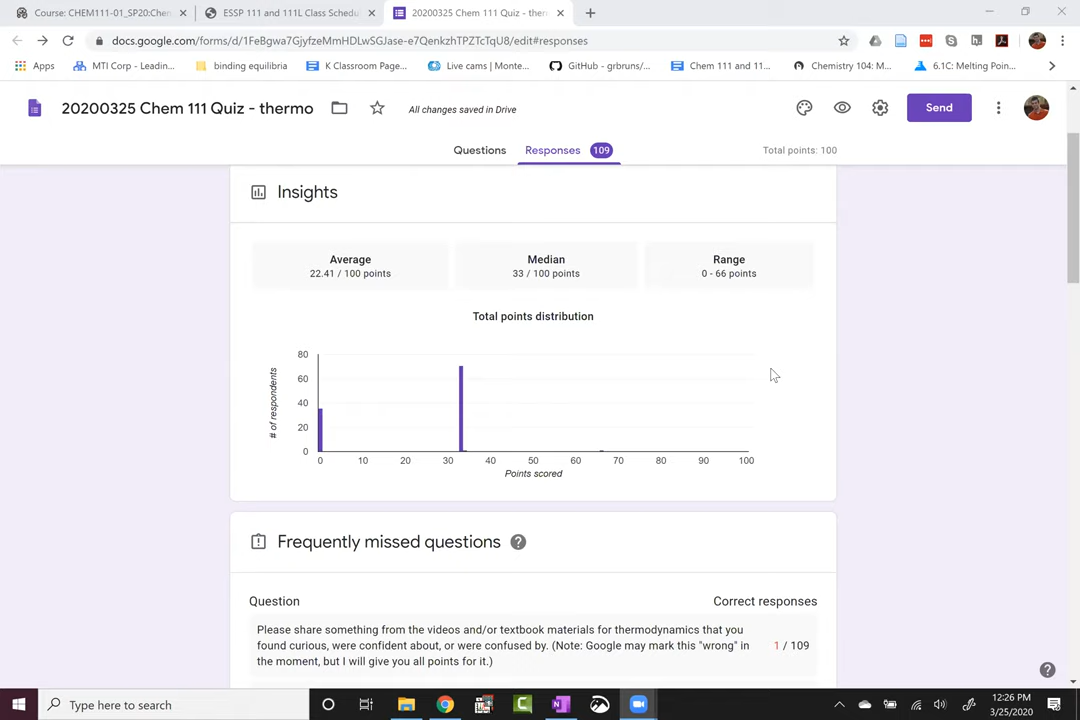 Course: CHEM111-01_SP20:Chem
ESSP 111 and 111L Class Schedu
20200325 Chem 111 Quiz - therm
docs.google.com/forms/d/1FeBgwa7GjyfzeMmHDLwSGJase-e7QenkzhTPZTcTqU8/edit#responses
Apps
MTI Corp - Leadin...
binding equilibria
K Classroom Page...
Live cams | Monte...
GitHub - grbruns/...
Chem 111 and 11...
Chemistry 104: M...
6.1C: Melting Poin...
20200325 Chem 111 Quiz - thermo
All changes saved in Drive
Send
Questions
Responses 109
Total points: 100
Insights
Average
22.41 / 100 points
Median
33 / 100 points
Range
0 - 66 points
Total points distribution
80
60
40
20
0
# of respondents
0 10 20 30 40 50 60 70 80 90 100
Points scored
Frequently missed questions
Question
Correct responses
Please share something from the videos and/or textbook materials for thermodynamics that you
found curious, were confident about, or were confused by. (Note: Google may mark this "wrong" in
the moment, but I will give you all points for it.)
1 / 109
Type here to search
12:26 PM
3/25/2020